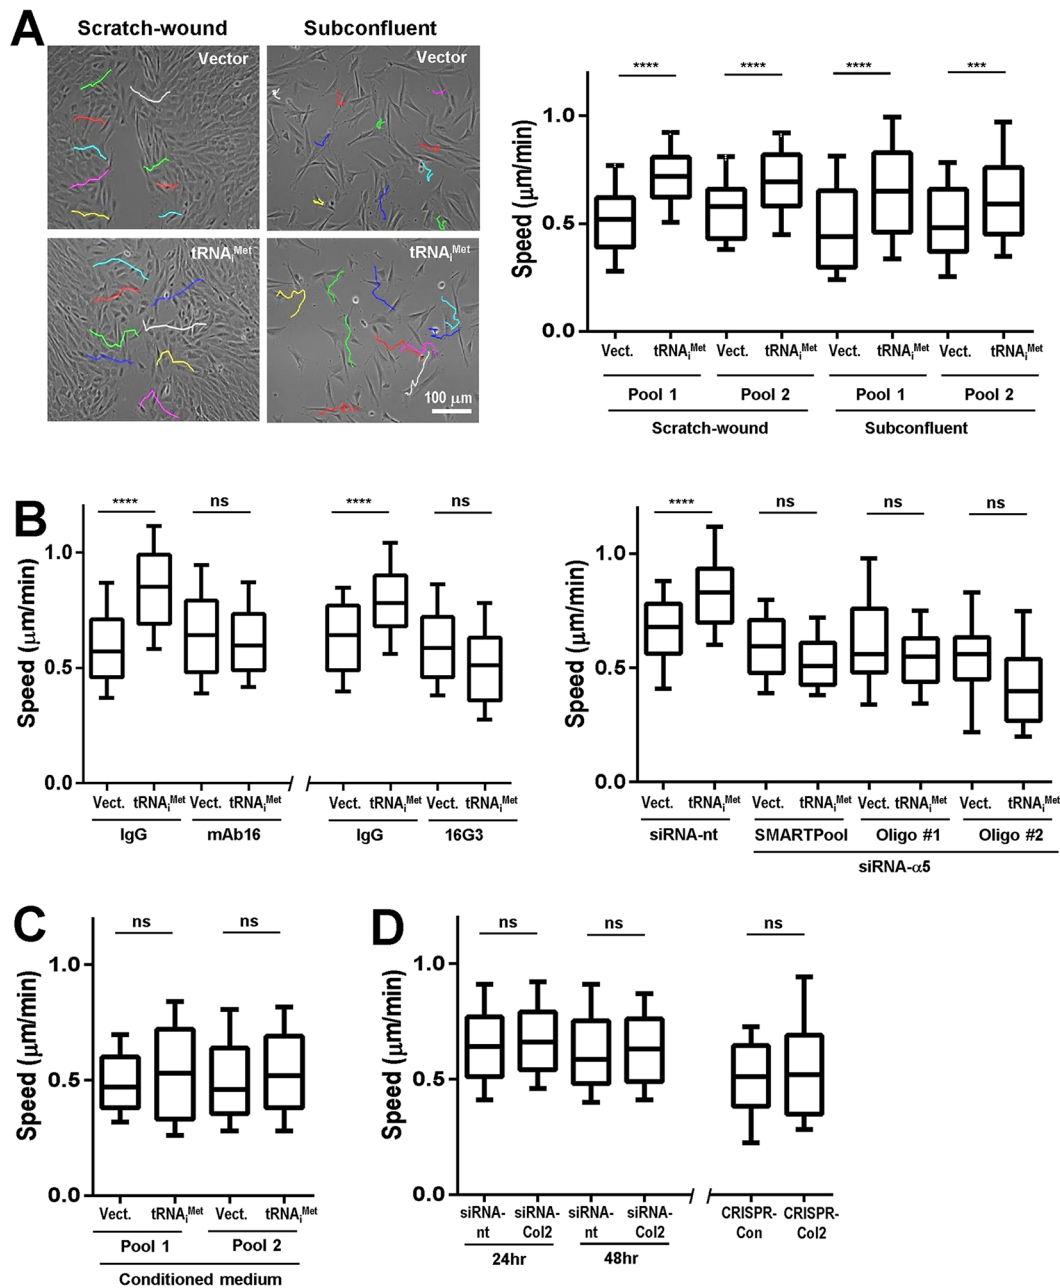 A
Scratch-wound Subconfluent
Vector Vector
tRNAiMet tRNAiMet
100 μm
Speed (μm/min)
1.0
0.5
0.0
**** **** **** ***
Vect. tRNAiMet Vect. tRNAiMet Vect. tRNAiMet Vect. tRNAiMet
Pool 1 Pool 2 Pool 1 Pool 2
Scratch-wound Subconfluent
B
Speed (μm/min)
1.0
0.5
0.0
**** ns **** ns
Vect. tRNAiMet Vect. tRNAiMet Vect. tRNAiMet Vect. tRNAiMet
IgG mAb16 IgG 16G3
Speed (μm/min)
1.0
0.5
0.0
**** ns ns ns
Vect. tRNAiMet Vect. tRNAiMet Vect. tRNAiMet Vect. tRNAiMet
siRNA-nt SMARTPool Oligo #1 Oligo #2
siRNA-α5
C
Speed (μm/min)
1.0
0.5
0.0
ns ns
Vect. tRNAiMet Vect. tRNAiMet
Pool 1 Pool 2
Conditioned medium
D
Speed (μm/min)
1.0
0.5
0.0
ns ns ns
siRNA- siRNA- siRNA- siRNA- CRISPR- CRISPR-
nt Col2 nt Col2 Con Col2
24hr 48hr